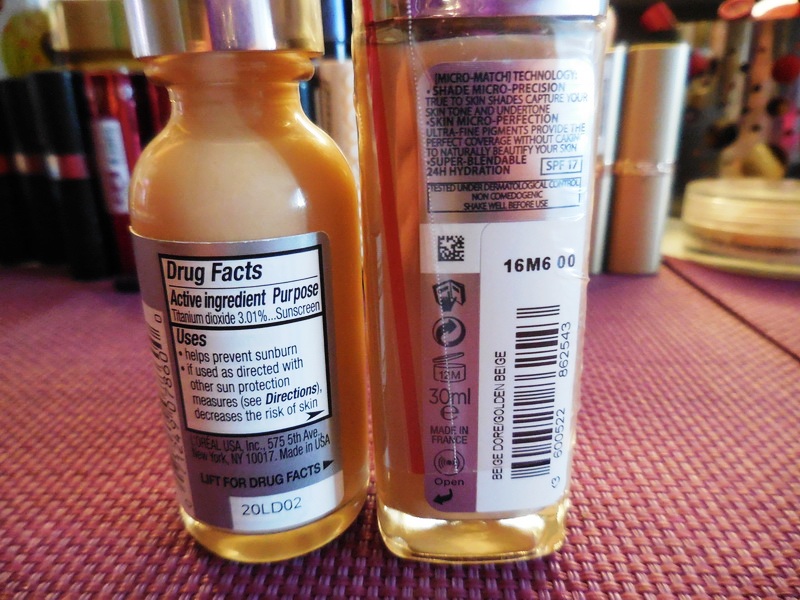 Drug Facts
Active ingredient Purpose
Titanium dioxide 3.01%...Sunscreen
Uses
• helps prevent sunburn
• if used as directed with
other sun protection
measures (see Directions),
decreases the risk of skin
L'ORÉAL USA, Inc., 575 5th Ave.,
New York, NY 10017. Made in USA
LIFT FOR DRUG FACTS
20LD02
[MICRO-MATCH] TECHNOLOGY:
• SHADE MICRO-PRECISION
TRUE TO SKIN SHADES CAPTURE YOUR
SKIN TONE AND UNDERTONE
•SKIN MICRO-PERFECTION
ULTRA-FINE PIGMENTS PROVIDE THE
PERFECT COVERAGE WITHOUT CAKIN
TO NATURALLY BEAUTIFY YOUR SKIN
•SUPER-BLENDABLE
24H HYDRATION
SPF 17
TESTED UNDER DERMATOLOGICAL CONTROL
NON COMEDOGENIC
SHAKE WELL BEFORE USE
16M6 00
12M
30ml
e
MADE IN
FRANCE
Open
BEIGE DORE/GOLDEN BEIGE
3 600522 862543